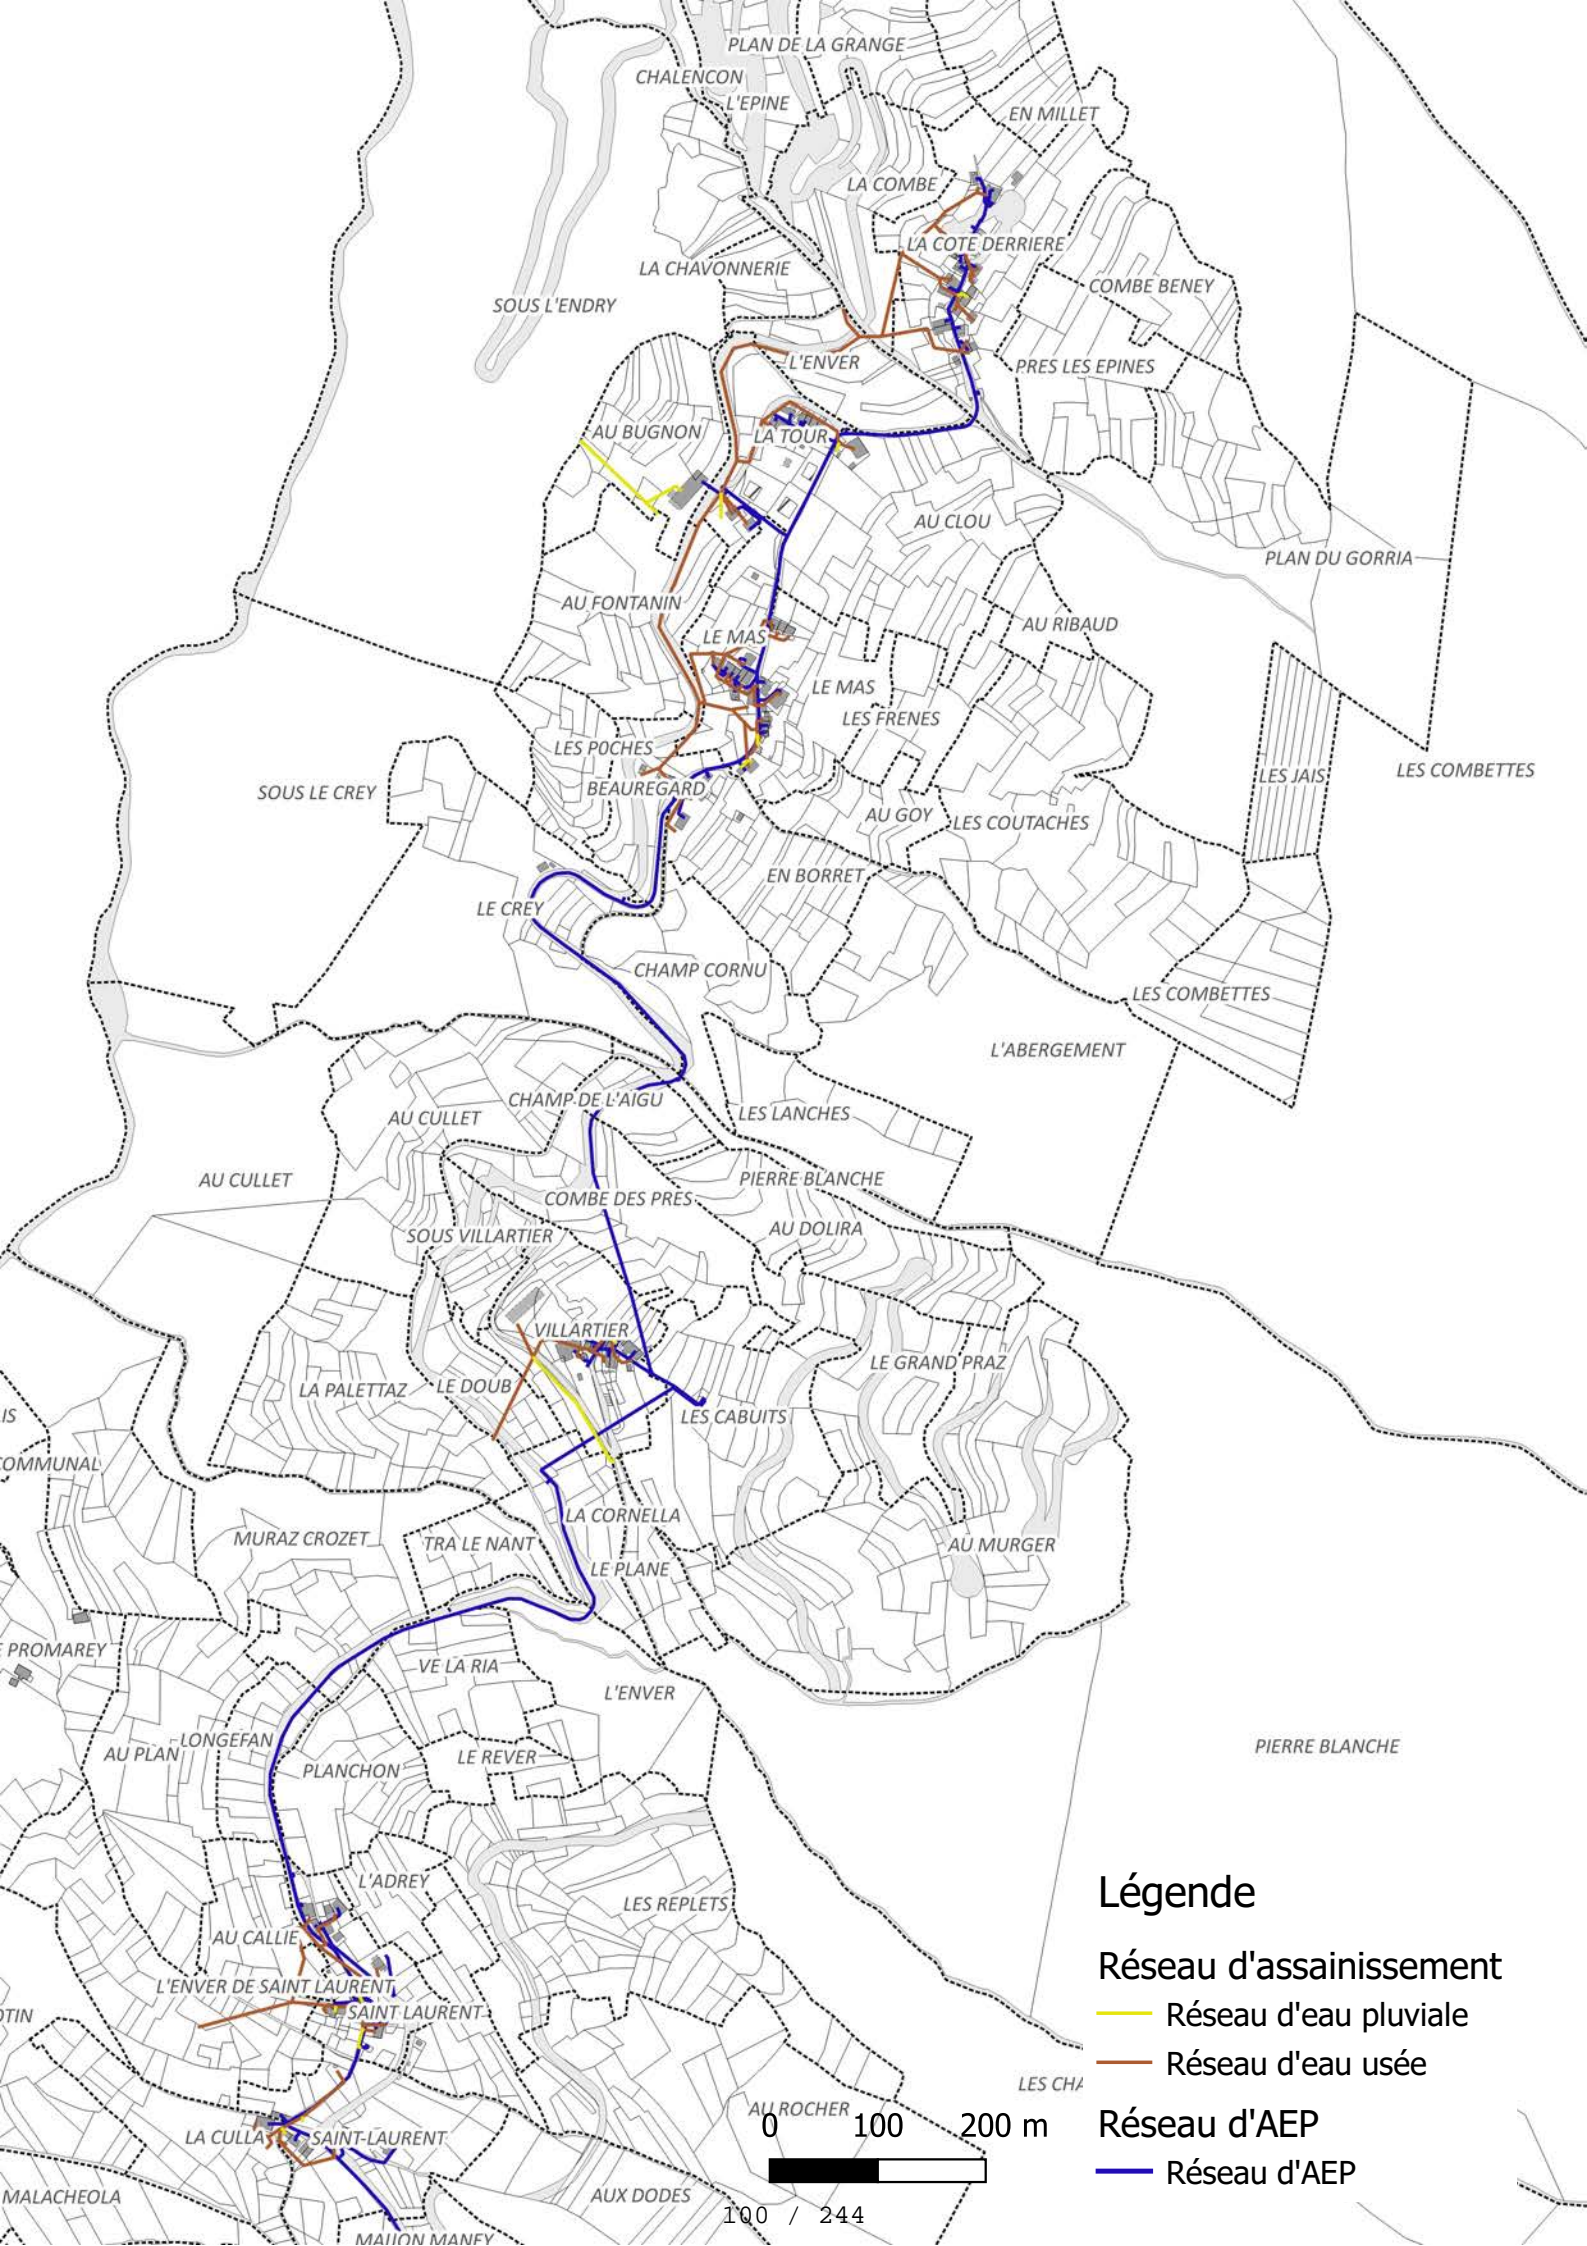 PLAN DE LA GRANGE
CHALENCON
L'EPINE
EN MILLET
LA COMBE
LA COTE DERRIERE
LA CHAVONNERIE
COMBE BENEY
SOUS L'ENDRY
L'ENVER
PRES LES EPINES
AU BUGNON
LA TOUR
AU CLOU
PLAN DU GORRIA
AU FONTANIN
AU RIBAUD
LE MAS
LE MAS
LES FRENES
LES POCHES
LES JAIS
LES COMBETTES
BEAUREGARD
SOUS LE CREY
AU GOY
LES COUTACHES
EN BORRET
LE CREY
CHAMP CORNU
LES COMBETTES
L'ABERGEMENT
CHAMP DE L'AIGU
AU CULLET
LES LANCHES
AU CULLET
PIERRE BLANCHE
COMBE DES PRES
AU DOLIRA
SOUS VILLARTIER
VILLARTIER
LE GRAND PRAZ
LA PALETTAZ
LE DOUB
IS
LES CABUITS
COMMUNAL
LA CORNELLA
MURAZ CROZET
TRA LE NANT
AU MURGER
LE PLANE
E PROMAREY
VE LA RIA
L'ENVER
LONGEFAN
AU PLAN
PIERRE BLANCHE
LE REVER
PLANCHON
L'ADREY
Légende
LES REPLETS
AU CALLIE
Réseau d'assainissement
L'ENVER DE SAINT LAURENT
OTIN
SAINT LAURENT
Réseau d'eau pluviale
Réseau d'eau usée
LES CHA
AU ROCHER
0 100 200 m
Réseau d'AEP
LA CULLA
SAINT-LAURENT
Réseau d'AEP
MALACHEOLA
AUX DODES
100 / 244
MALION MANEY